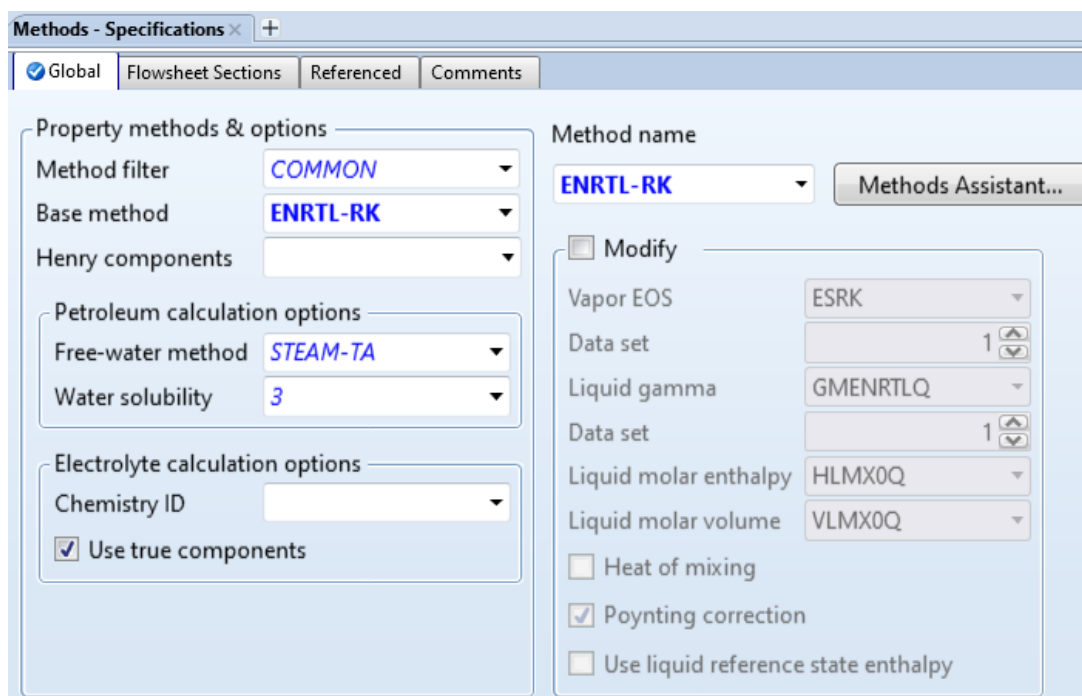 Methods - Specifications × +
Global Flowsheet Sections Referenced Comments
Property methods & options
Method filter COMMON
Base method ENRTL-RK
Henry components
Petroleum calculation options
Free-water method STEAM-TA
Water solubility 3
Electrolyte calculation options
Chemistry ID
Use true components
Method name
ENRTL-RK Methods Assistant...
Modify
Vapor EOS ESRK
Data set 1
Liquid gamma GMENRTLQ
Data set 1
Liquid molar enthalpy HLMX0Q
Liquid molar volume VLMX0Q
Heat of mixing
Poynting correction
Use liquid reference state enthalpy